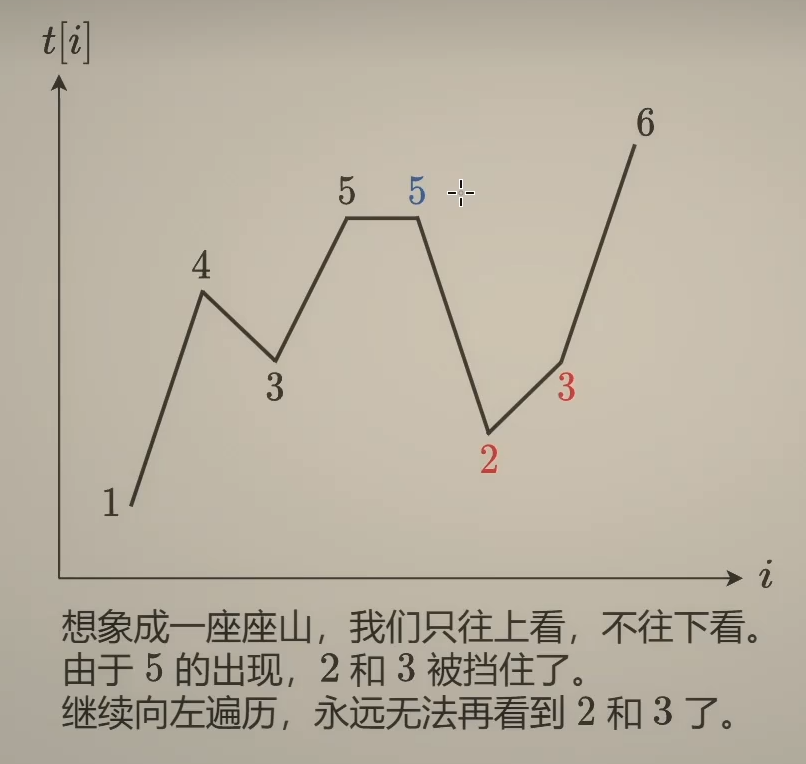 t[i]
6
5 5
4
3 3
2
1
i
想象成一座座山，我们只往上看，不往下看。
由于 5 的出现，2 和 3 被挡住了。
继续向左遍历，永远无法再看到 2 和 3 了。